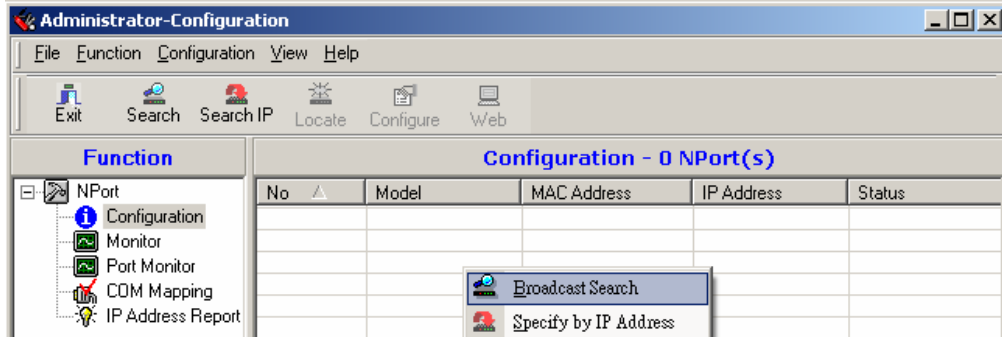 Administrator-Configuration
File Function Configuration View Help
Exit Search Search IP Locate Configure Web
Function
Configuration - 0 NPort(s)
No Model MAC Address IP Address Status
NPort
Configuration
Monitor
Port Monitor
COM Mapping
IP Address Report
Broadcast Search
Specify by IP Address